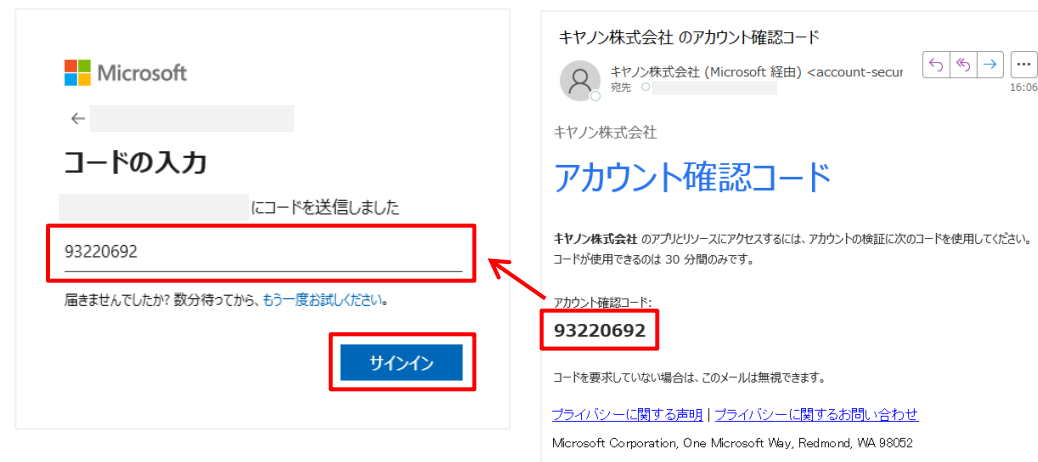 Microsoft
コードの入力
にコードを送信しました
93220692
届きませんでしたか? 数分待ってから、もう一度お試しください。
サインイン
キヤノン株式会社 のアカウント確認コード
キヤノン株式会社 (Microsoft 経由) <account-secur
宛先
16:06
キヤノン株式会社
アカウント確認コード
キヤノン株式会社 のアプリとリソースにアクセスするには、アカウントの検証に次のコードを使用してください。
コードが使用できるのは 30 分間のみです。
アカウント確認コード:
93220692
コードを要求していない場合は、このメールは無視できます。
プライバシーに関する声明 | プライバシーに関するお問い合わせ
Microsoft Corporation, One Microsoft Way, Redmond, WA 98052